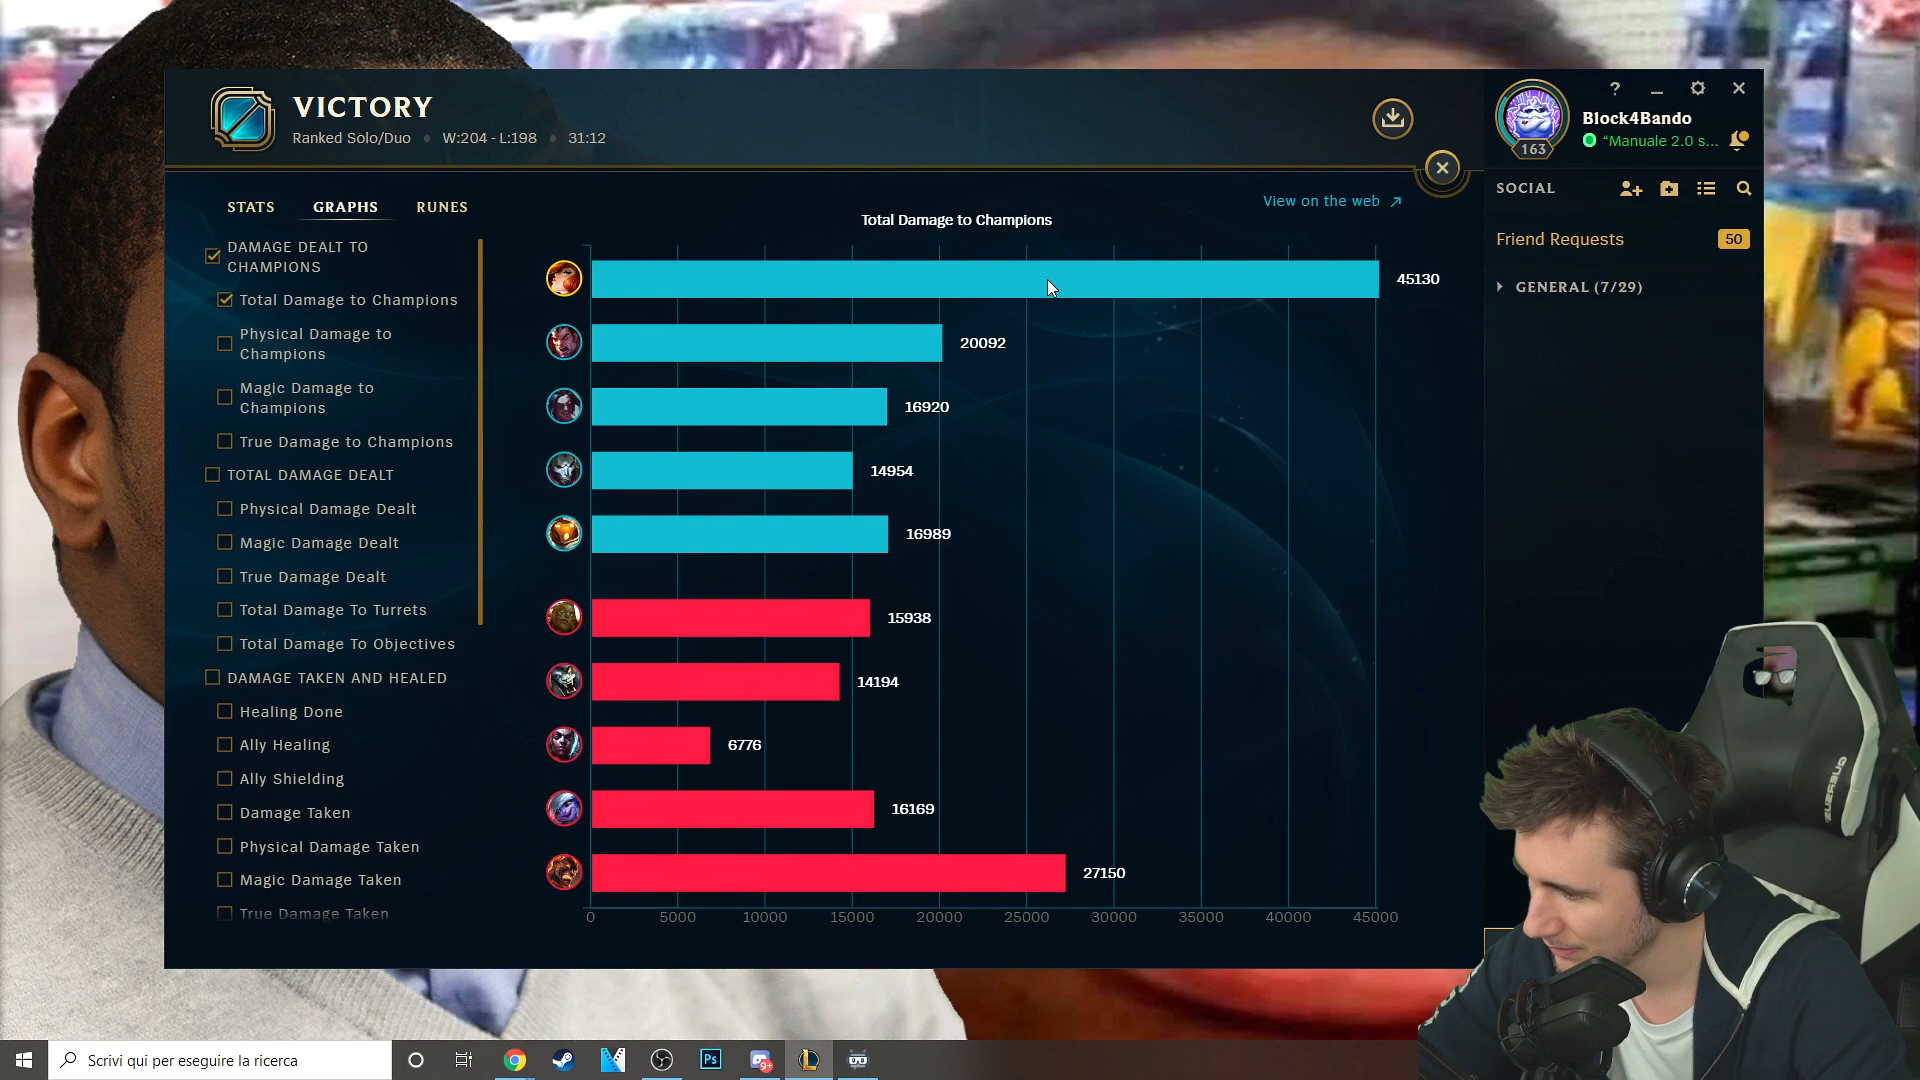 VICTORY
Ranked Solo/Duo • W:204 - L:198 • 31:12
STATS GRAPHS RUNES
View on the web
Total Damage to Champions
DAMAGE DEALT TO
CHAMPIONS
Total Damage to Champions
Physical Damage to
Champions
Magic Damage to
Champions
True Damage to Champions
TOTAL DAMAGE DEALT
Physical Damage Dealt
Magic Damage Dealt
True Damage Dealt
Total Damage To Turrets
Total Damage To Objectives
DAMAGE TAKEN AND HEALED
Healing Done
Ally Healing
Ally Shielding
Damage Taken
Physical Damage Taken
Magic Damage Taken
True Damage Taken
45130
20092
16920
14954
16989
15938
14194
6776
16169
27150
0 5000 10000 15000 20000 25000 30000 35000 40000 45000
?
Block4Bando
163
"Manuale 2.0 s...
SOCIAL
Friend Requests 50
GENERAL (7/29)
QUERSUS
Scrivi qui per eseguire la ricerca
Ps
9+